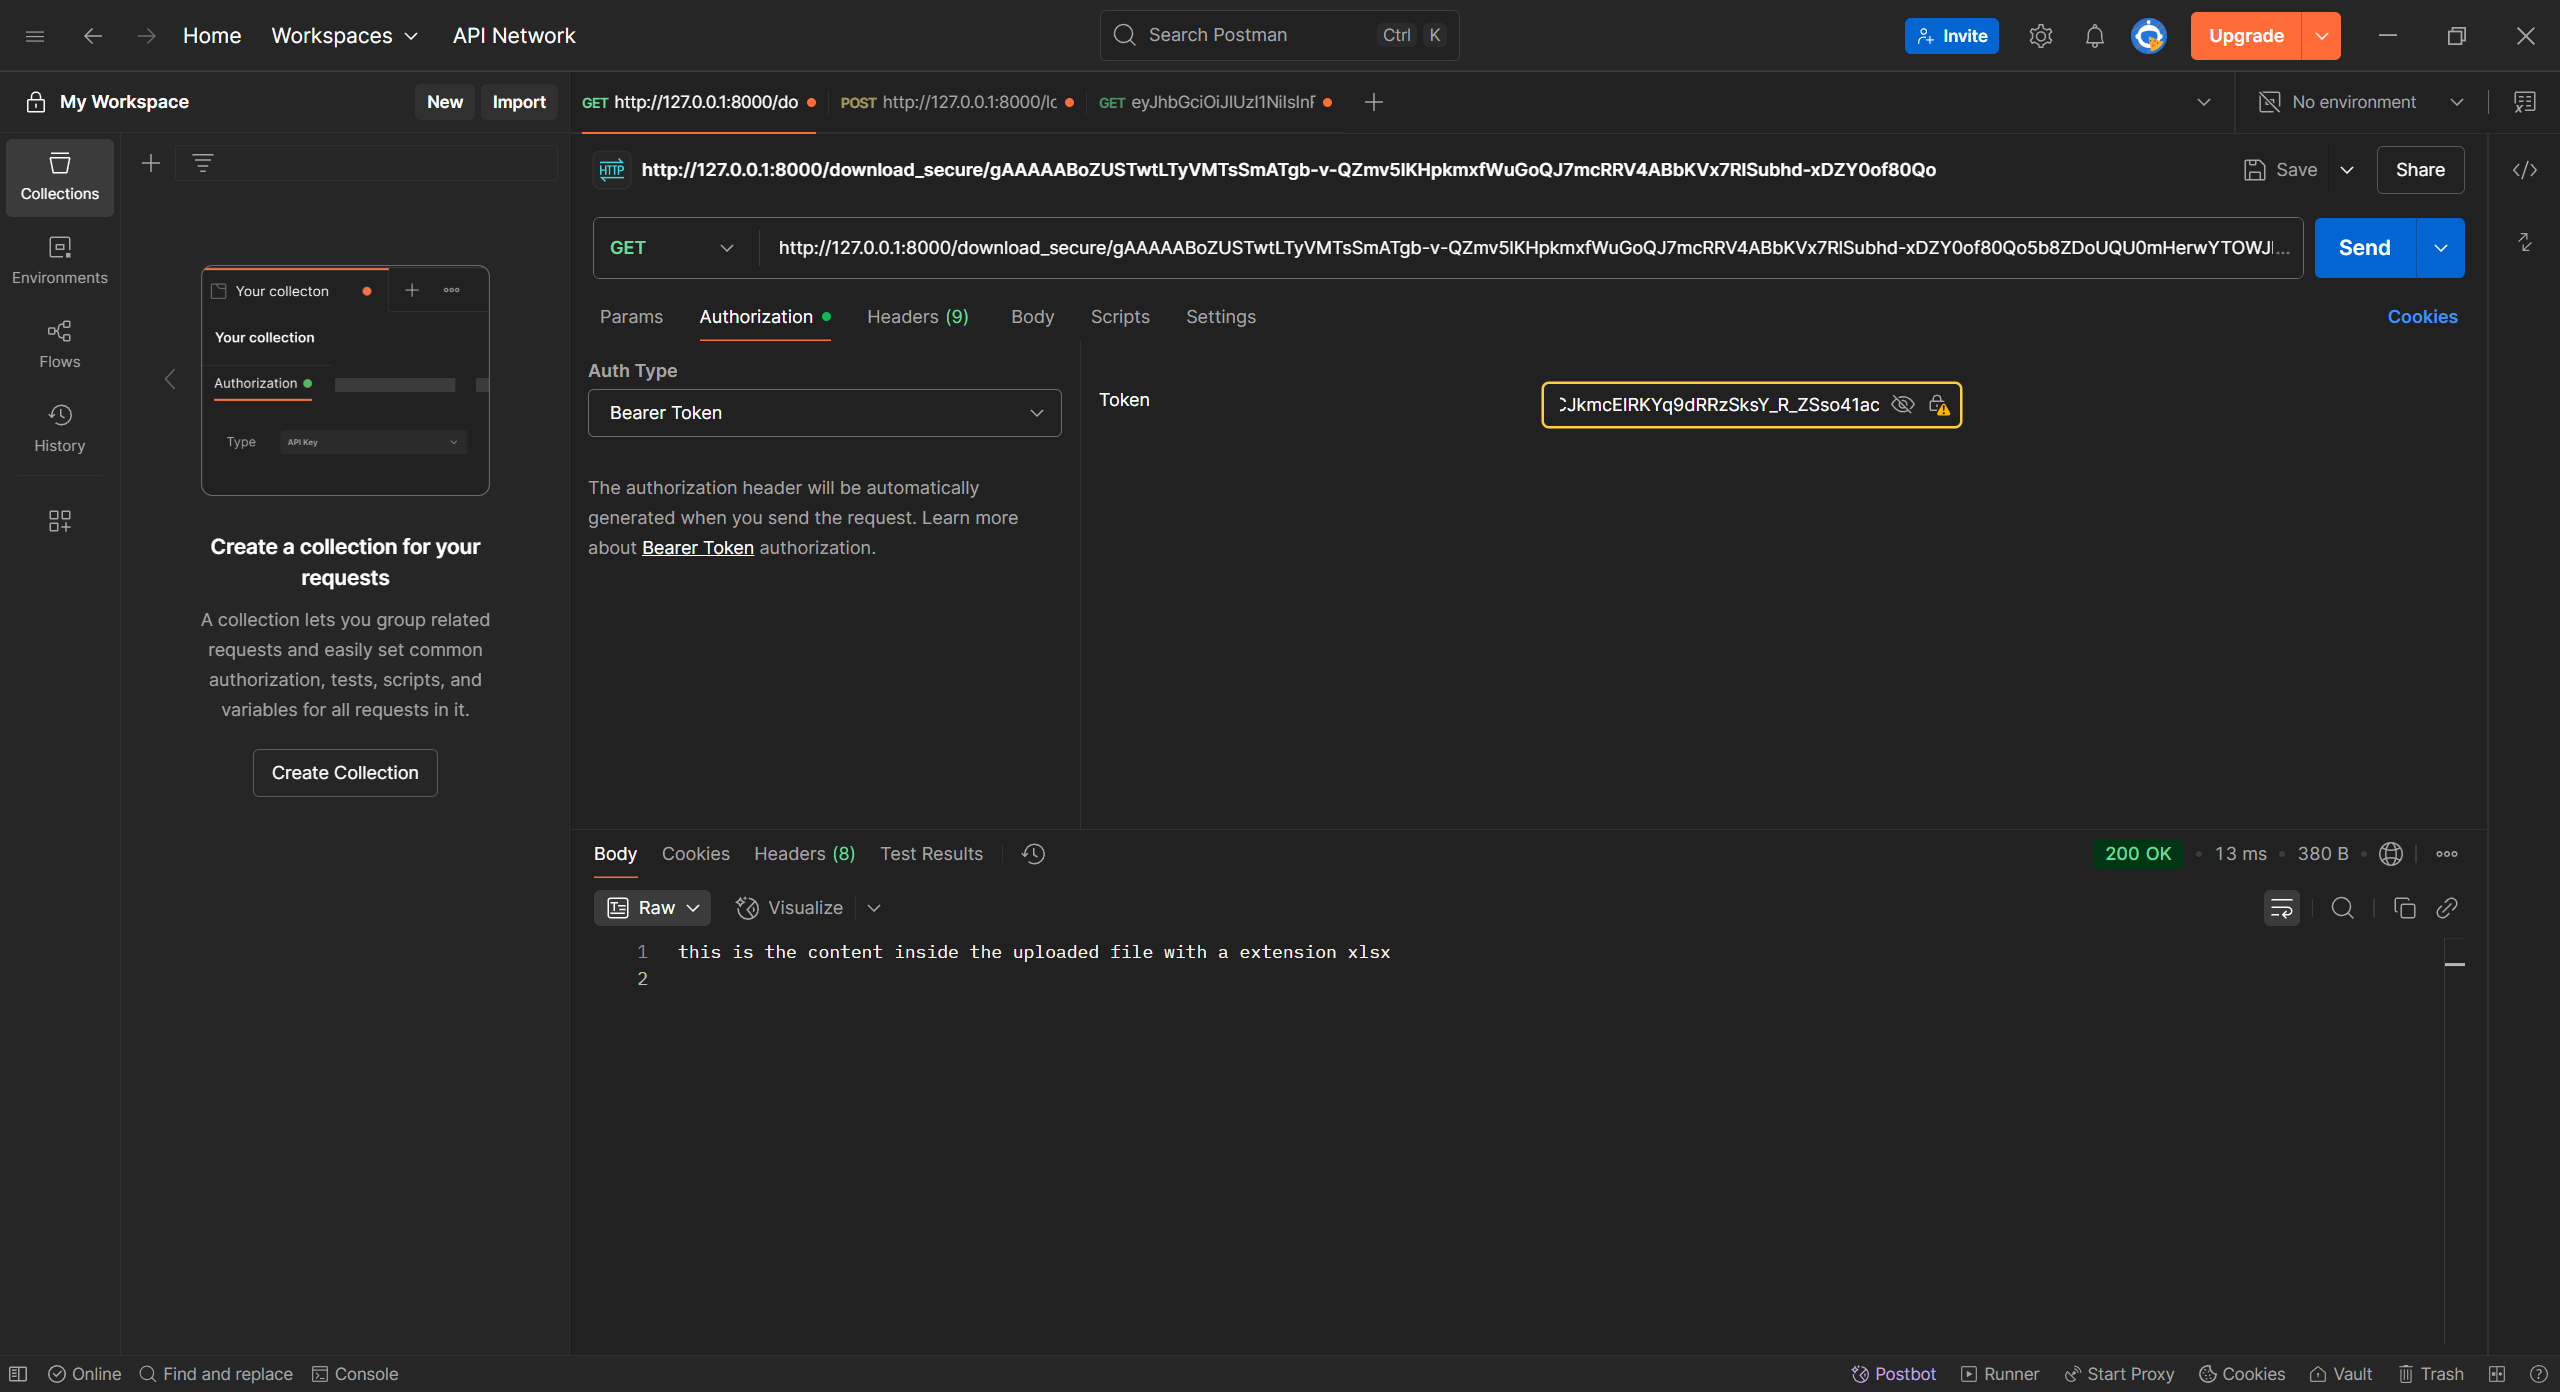 Home Workspaces API Network
Search Postman Ctrl K
Invite Upgrade
My Workspace New Import
GET http://127.0.0.1:8000/do POST http://127.0.0.1:8000/lc GET eyJhbGciOiJIUzI1NiIsInF
No environment
Collections
Environments
Flows
History
Your collecton
Your collection
Authorization
Type API Key
Create a collection for your
requests
A collection lets you group related
requests and easily set common
authorization, tests, scripts, and
variables for all requests in it.
Create Collection
HTTP http://127.0.0.1:8000/download_secure/gAAAAABoZUSTwtLTyVMTsSmATgb-v-QZmv5lKHpkmxfWuGoQJ7mcRRV4ABbKVx7RlSubhd-xDZY0of80Qo
Save Share
GET http://127.0.0.1:8000/download_secure/gAAAAABoZUSTwtLTyVMTsSmATgb-v-QZmv5lKHpkmxfWuGoQJ7mcRRV4ABbKVx7RlSubhd-xDZY0of80Qo5b8ZDoUQU0mHerwYTOWJ...
Send
Params Authorization Headers (9) Body Scripts Settings Cookies
Auth Type
Bearer Token
The authorization header will be automatically
generated when you send the request. Learn more
about Bearer Token authorization.
Token
CJkmcEIRKYq9dRRzSksY_R_ZSso41ac
Body Cookies Headers (8) Test Results
200 OK • 13 ms • 380 B
Raw Visualize
1 this is the content inside the uploaded file with a extension xlsx
2
Online Find and replace Console
Postbot Runner Start Proxy Cookies Vault Trash